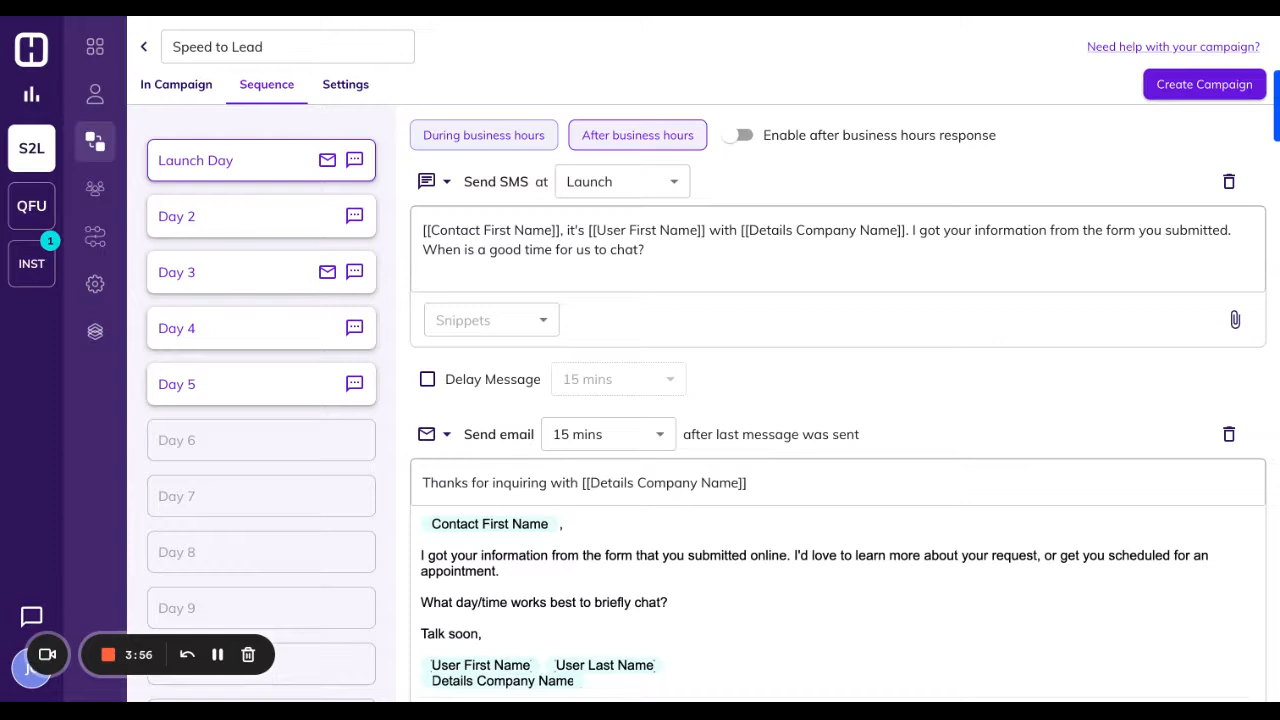 Speed to Lead
Need help with your campaign?
In Campaign
Sequence
Settings
Create Campaign
S2L
QFU
1
INST
Launch Day
Day 2
Day 3
Day 4
Day 5
Day 6
Day 7
Day 8
Day 9
During business hours
After business hours
Enable after business hours response
Send SMS at
Launch
[[Contact First Name]], it's [[User First Name]] with [[Details Company Name]]. I got your information from the form you submitted.
When is a good time for us to chat?
Snippets
Delay Message
15 mins
Send email
15 mins
after last message was sent
Thanks for inquiring with [[Details Company Name]]
Contact First Name ,
I got your information from the form that you submitted online. I'd love to learn more about your request, or get you scheduled for an
appointment.
What day/time works best to briefly chat?
Talk soon,
User First Name User Last Name
Details Company Name
3:56